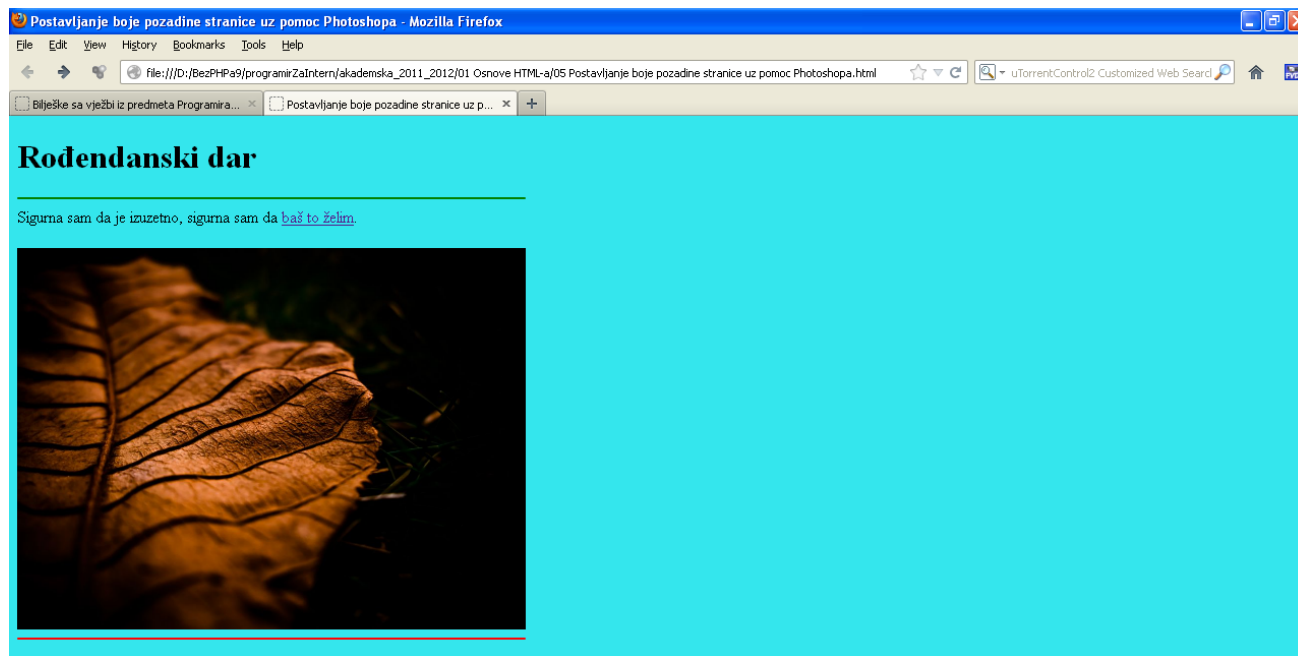 Postavljanje boje pozadine stranice uz pomoc Photoshopa - Mozilla Firefox
File Edit View History Bookmarks Tools Help
file:///D:/BezPHPa9/programirZaIntern/akademska_2011_2012/01 Osnove HTML-a/05 Postavljanje boje pozadine stranice uz pomoc Photoshopa.html uTorrentControl2 Customized Web Searcl
FVD
Bilješke sa vježbi iz predmeta Programira... Postavljanje boje pozadine stranice uz p...
Rođendanski dar
Sigurna sam da je izuzetno, sigurna sam da baš to želim.